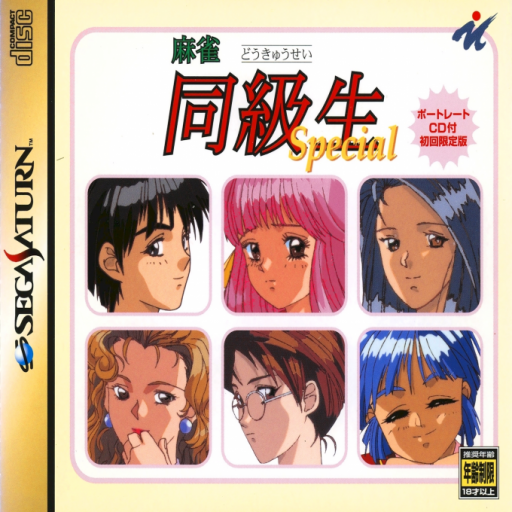 COMPACT
disc
麻雀
どうきゅうせい
同級生
Special
ポートレート
CD付
初回限定版
SEGA SATURN™
推奨年齢
年齢制限
18才以上